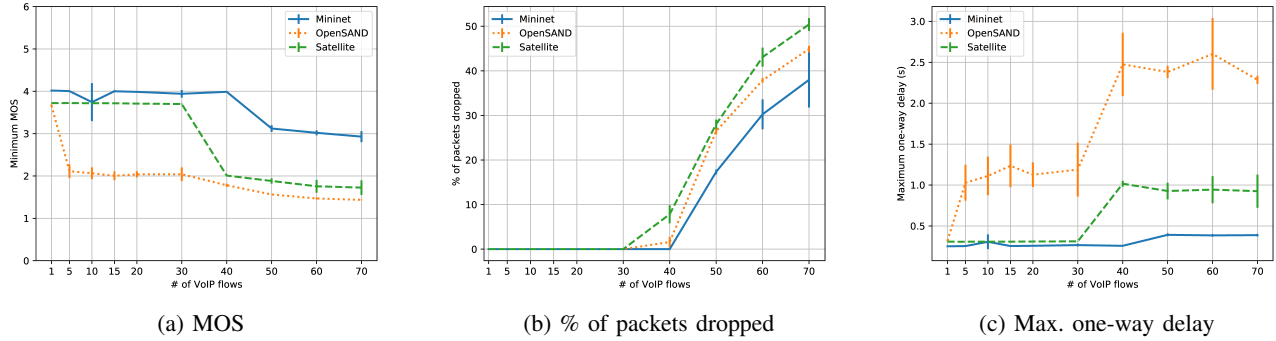 6
5
4
3
2
1
0
Minimum MOS
Mininet
OpenSAND
Satellite
1 5 10 15 20 30 40 50 60 70
# of VoIP flows
(a) MOS
50
40
30
20
10
0
% of packets dropped
Mininet
OpenSAND
Satellite
1 5 10 15 20 30 40 50 60 70
# of VoIP flows
(b) % of packets dropped
3.0
2.5
2.0
1.5
1.0
0.5
Maximum one-way delay (s)
Mininet
OpenSAND
Satellite
1 5 10 15 20 30 40 50 60 70
# of VoIP flows
(c) Max. one-way delay